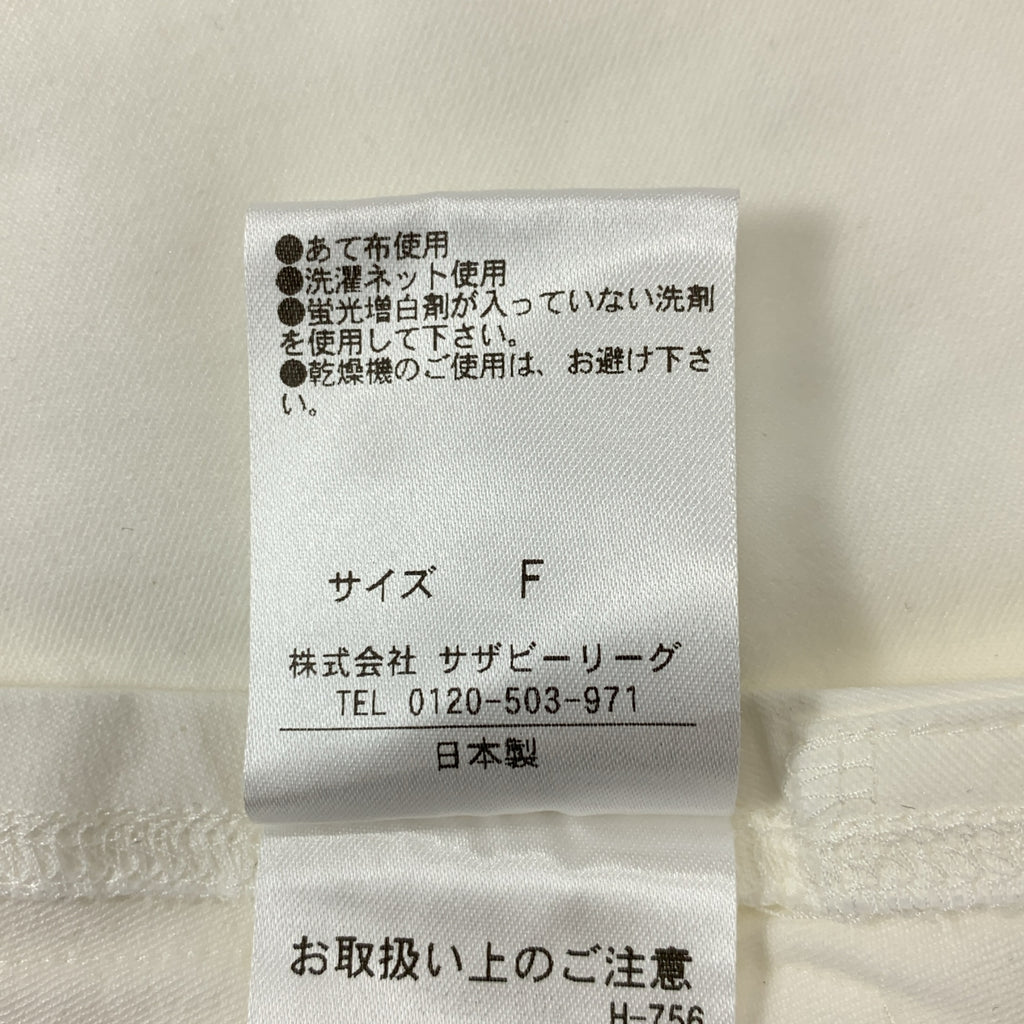 ●あて布使用
●洗濯ネット使用
●蛍光増白剤が入っていない洗剤
を使用して下さい。
●乾燥機のご使用は、お避け下さ
い。
サイズ F
株式会社 サザビーリーグ
TEL 0120-503-971
日本製
お取扱い上のご注意
H-756